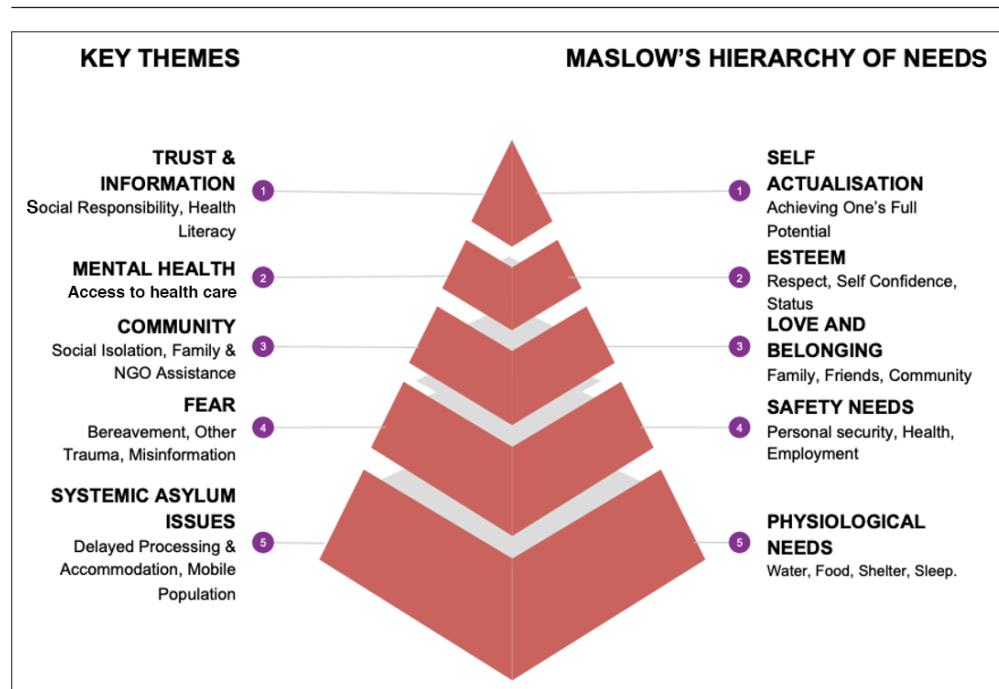 KEY THEMES
MASLOW'S HIERARCHY OF NEEDS
TRUST &
INFORMATION
Social Responsibility, Health
Literacy
1
1
SELF
ACTUALISATION
Achieving One's Full
Potential
MENTAL HEALTH
Access to health care
2
2
ESTEEM
Respect, Self Confidence,
Status
COMMUNITY
Social Isolation, Family &
NGO Assistance
3
3
LOVE AND
BELONGING
Family, Friends, Community
FEAR
Bereavement, Other
Trauma, Misinformation
4
4
SAFETY NEEDS
Personal security, Health,
Employment
SYSTEMIC ASYLUM
ISSUES
Delayed Processing &
Accommodation, Mobile
Population
5
5
PHYSIOLOGICAL
NEEDS
Water, Food, Shelter, Sleep.